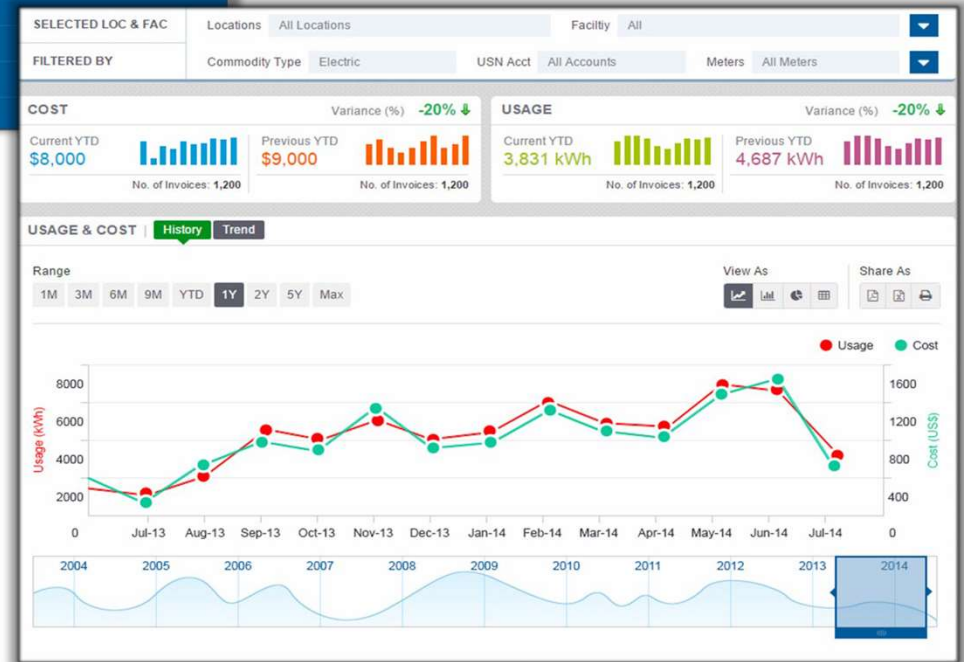 SELECTED LOC & FAC Locations All Locations Faciltiy All
FILTERED BY Commodity Type Electric USN Acct All Accounts Meters All Meters
COST Variance (%) -20%
Current YTD
$8,000
No. of Invoices: 1,200
Previous YTD
$9,000
No. of Invoices: 1,200
USAGE Variance (%) -20%
Current YTD
3,831 kWh
No. of Invoices: 1,200
Previous YTD
4,687 kWh
No. of Invoices: 1,200
USAGE & COST | History Trend
Range
1M 3M 6M 9M YTD 1Y 2Y 5Y Max
View As
Share As
Usage Cost
Usage (kWh)
8000
6000
4000
2000
0
1600
1200
800
400
0
Cost (US$)
Jul-13 Aug-13 Sep-13 Oct-13 Nov-13 Dec-13 Jan-14 Feb-14 Mar-14 Apr-14 May-14 Jun-14 Jul-14
2004 2005 2006 2007 2008 2009 2010 2011 2012 2013 2014